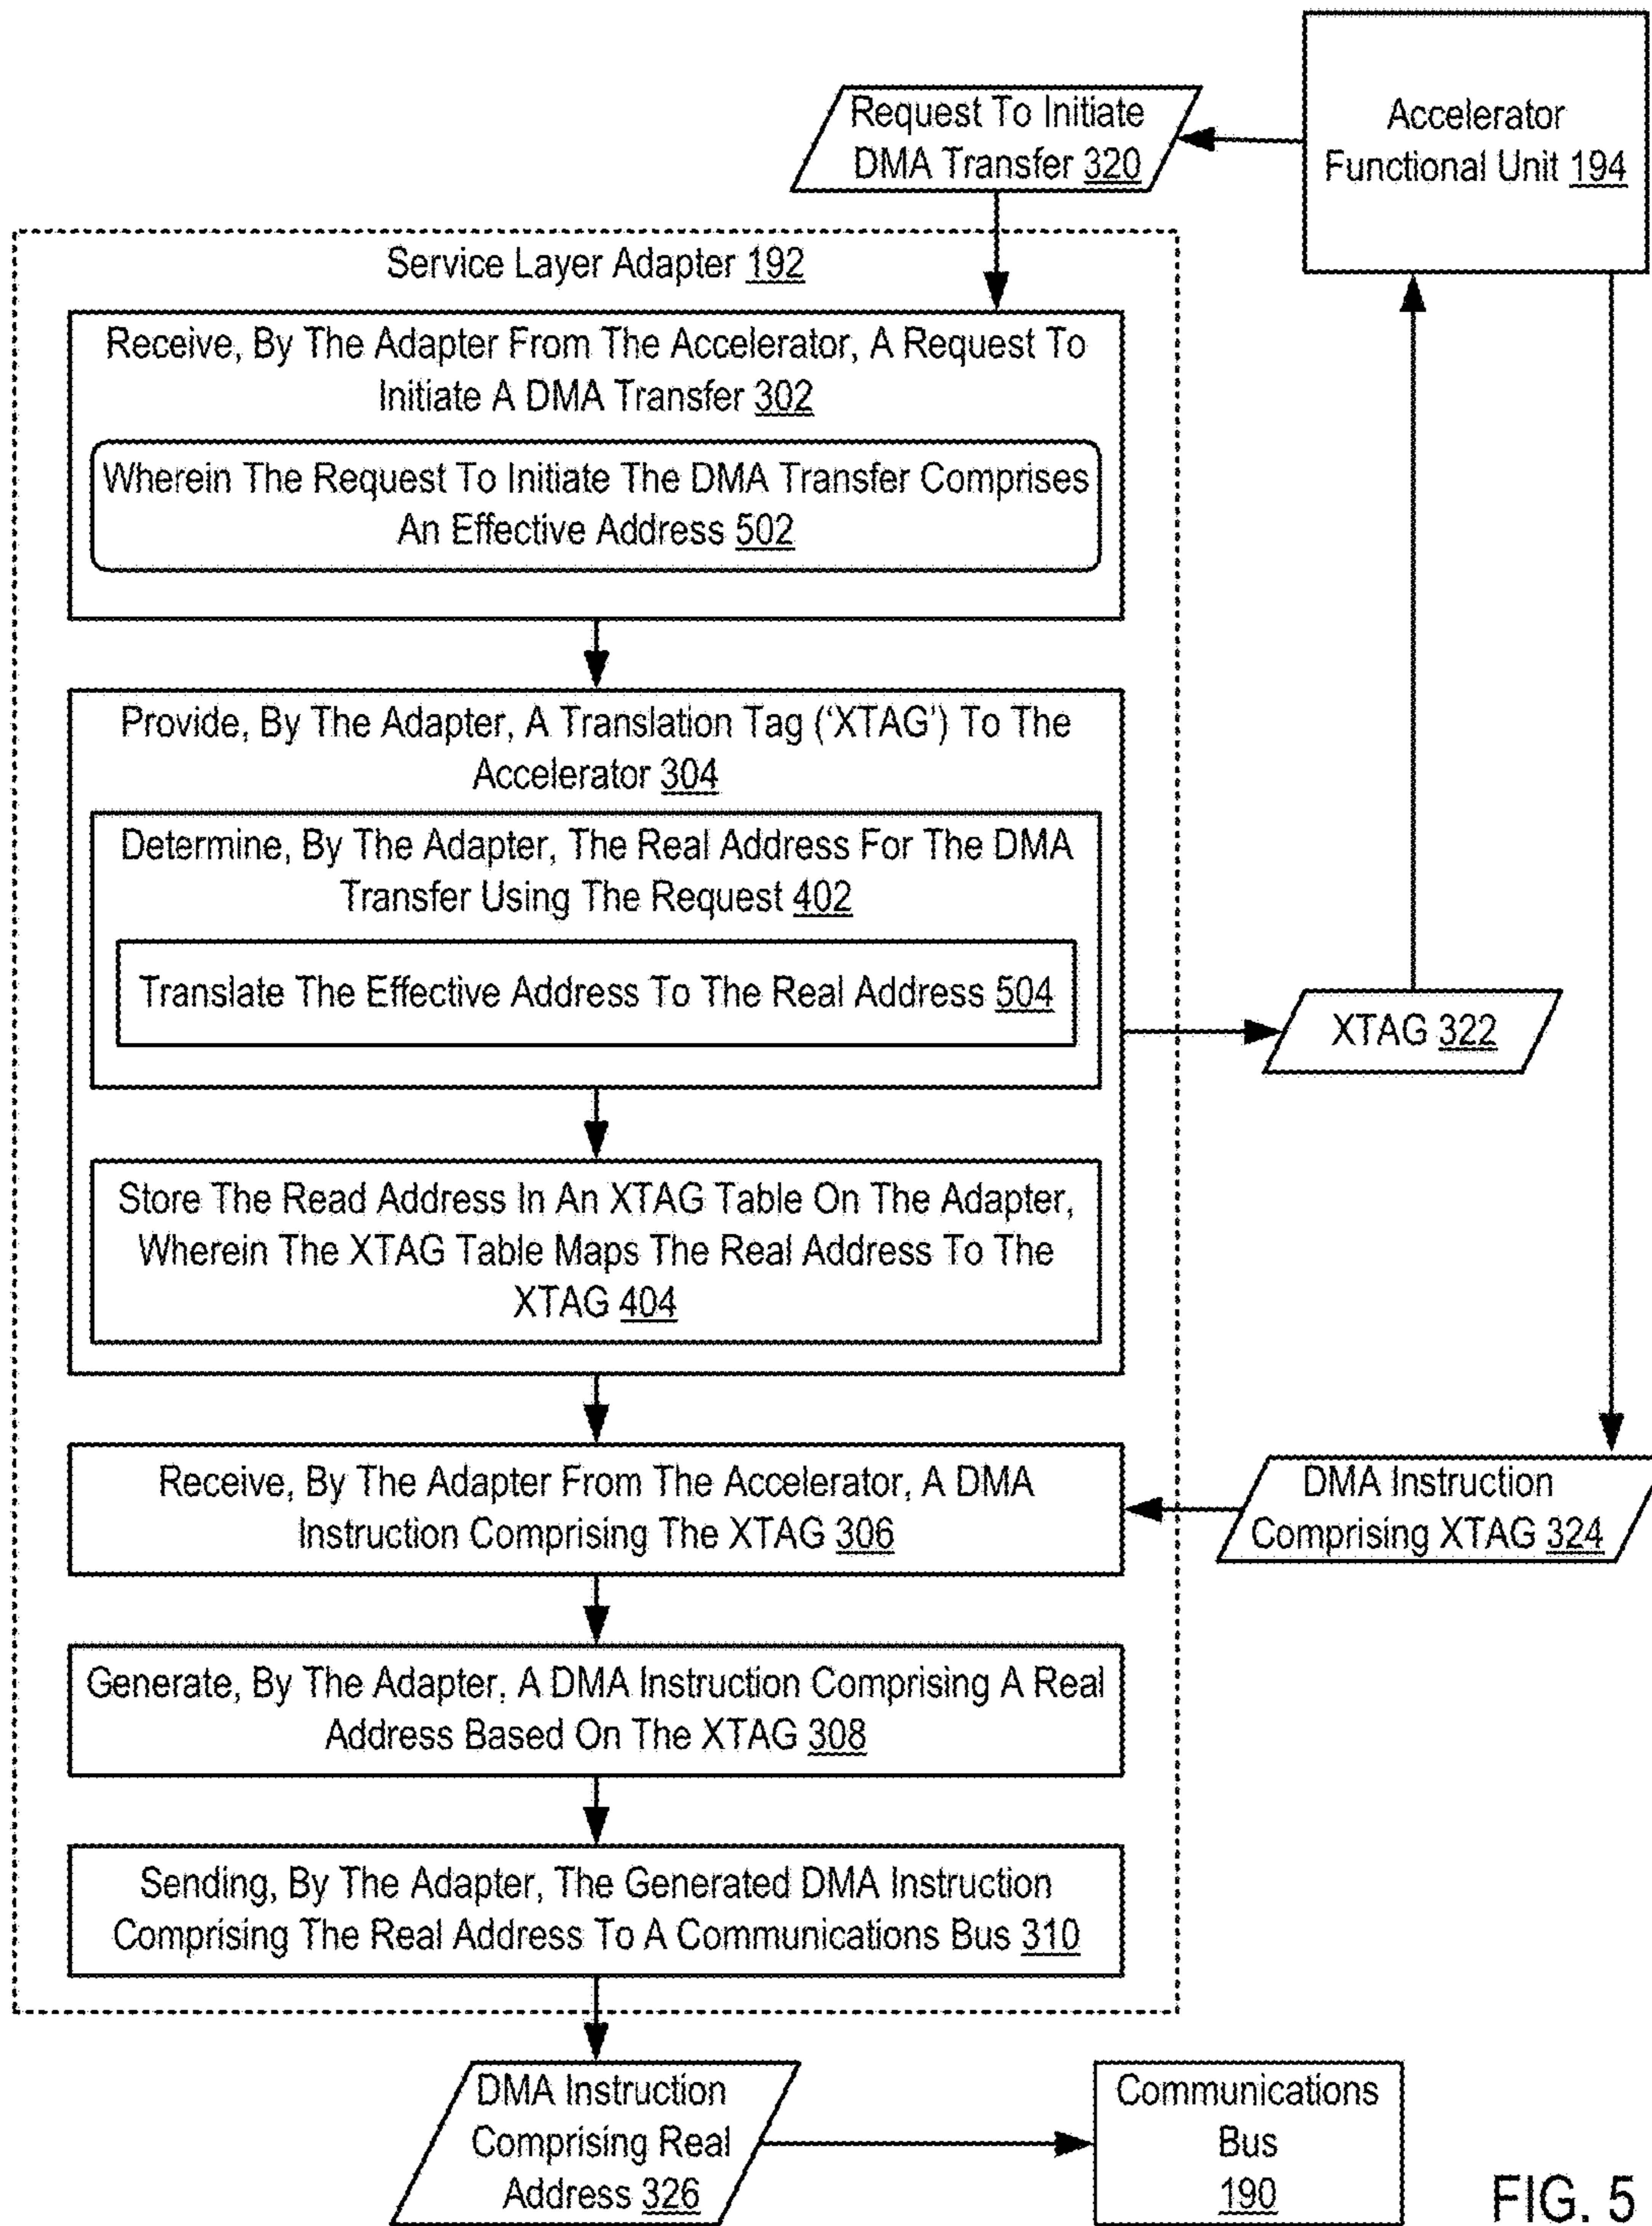 Request To Initiate
DMA Transfer 320
Accelerator
Functional Unit 194
Service Layer Adapter 192
Receive, By The Adapter From The Accelerator, A Request To
Initiate A DMA Transfer 302
Wherein The Request To Initiate The DMA Transfer Comprises
An Effective Address 502
Provide, By The Adapter, A Translation Tag (‘XTAG’) To The
Accelerator 304
Determine, By The Adapter, The Real Address For The DMA
Transfer Using The Request 402
Translate The Effective Address To The Real Address 504
XTAG 322
Store The Read Address In An XTAG Table On The Adapter,
Wherein The XTAG Table Maps The Real Address To The
XTAG 404
Receive, By The Adapter From The Accelerator, A DMA
Instruction Comprising The XTAG 306
DMA Instruction
Comprising XTAG 324
Generate, By The Adapter, A DMA Instruction Comprising A Real
Address Based On The XTAG 308
Sending, By The Adapter, The Generated DMA Instruction
Comprising The Real Address To A Communications Bus 310
DMA Instruction
Comprising Real
Address 326
Communications
Bus
190
FIG. 5